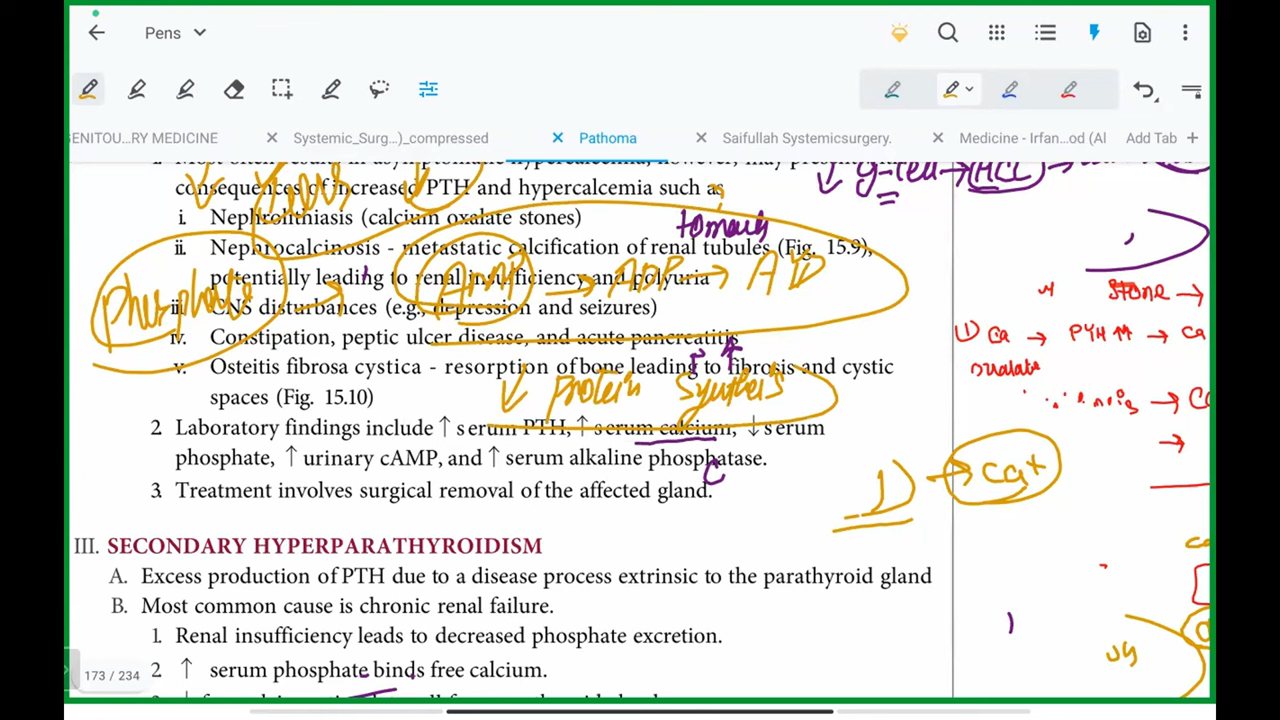 Pens
GENITOU...RY MEDICINE
Systemic_Surg...)_compressed
Pathoma
Saifullah Systemicsurgery.
Medicine - Irfan...od (Al
Add Tab
consequences of increased PTH and hypercalcemia such as
i. Nephrolithiasis (calcium oxalate stones)
ii. Nephrocalcinosis - metastatic calcification of renal tubules (Fig. 15.9),
potentially leading to renal insufficiency and polyuria
iii. CNS disturbances (e.g., depression and seizures)
iv. Constipation, peptic ulcer disease, and acute pancreatitis
v. Osteitis fibrosa cystica - resorption of bone leading to fibrosis and cystic
spaces (Fig. 15.10)
2. Laboratory findings include ↑ serum PTH, ↑ serum calcium, ↓ serum
phosphate, ↑ urinary cAMP, and ↑ serum alkaline phosphatase.
3. Treatment involves surgical removal of the affected gland.
III. SECONDARY HYPERPARATHYROIDISM
A. Excess production of PTH due to a disease process extrinsic to the parathyroid gland
B. Most common cause is chronic renal failure.
1. Renal insufficiency leads to decreased phosphate excretion.
2. ↑ serum phosphate binds free calcium.
173 / 234
phosphate →
→ ADP →
↓ protein synthesis
D → Ca+
C
stone →
① Ca → PTH ↑↑ → Ca
oxalate